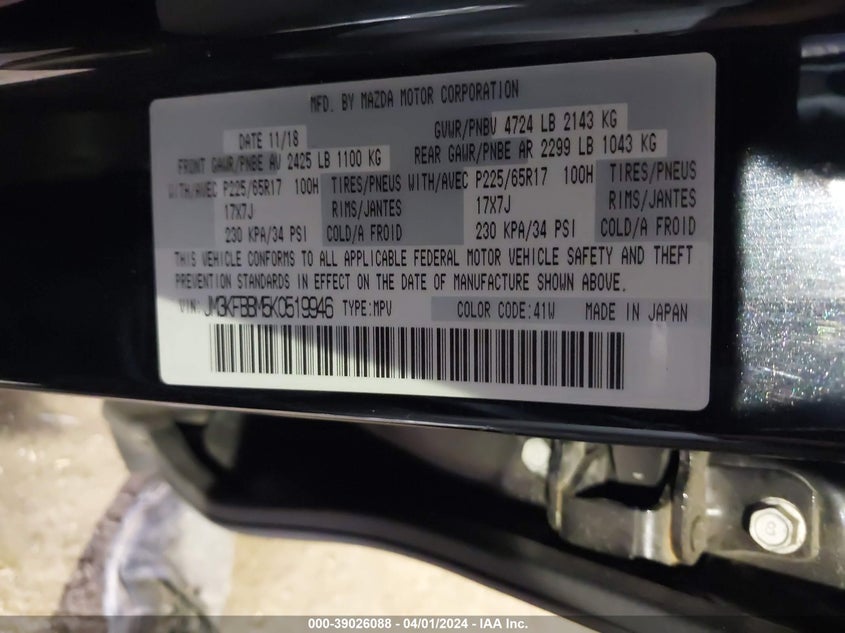 MFD. BY MAZDA MOTOR CORPORATION
DATE 11/18 GVWR/PNBV 4724 LB 2143 KG
FRONT GAWR/PNBE AV 2425 LB 1100 KG REAR GAWR/PNBE AR 2299 LB 1043 KG
WITH/AVEC P225/65R17 100H TIRES/PNEUS WITH/AVEC P225/65R17 100H TIRES/PNEUS
17X7J RIMS/JANTES 17X7J RIMS/JANTES
230 KPA/34 PSI COLD/A FROID 230 KPA/34 PSI COLD/A FROID
THIS VEHICLE CONFORMS TO ALL APPLICABLE FEDERAL MOTOR VEHICLE SAFETY AND THEFT
PREVENTION STANDARDS IN EFFECT ON THE DATE OF MANUFACTURE SHOWN ABOVE.
VIN: JM3KFBBM5K0519946 TYPE:MPV COLOR CODE:41W MADE IN JAPAN
8
000-39026088 - 04/01/2024 - IAA Inc.